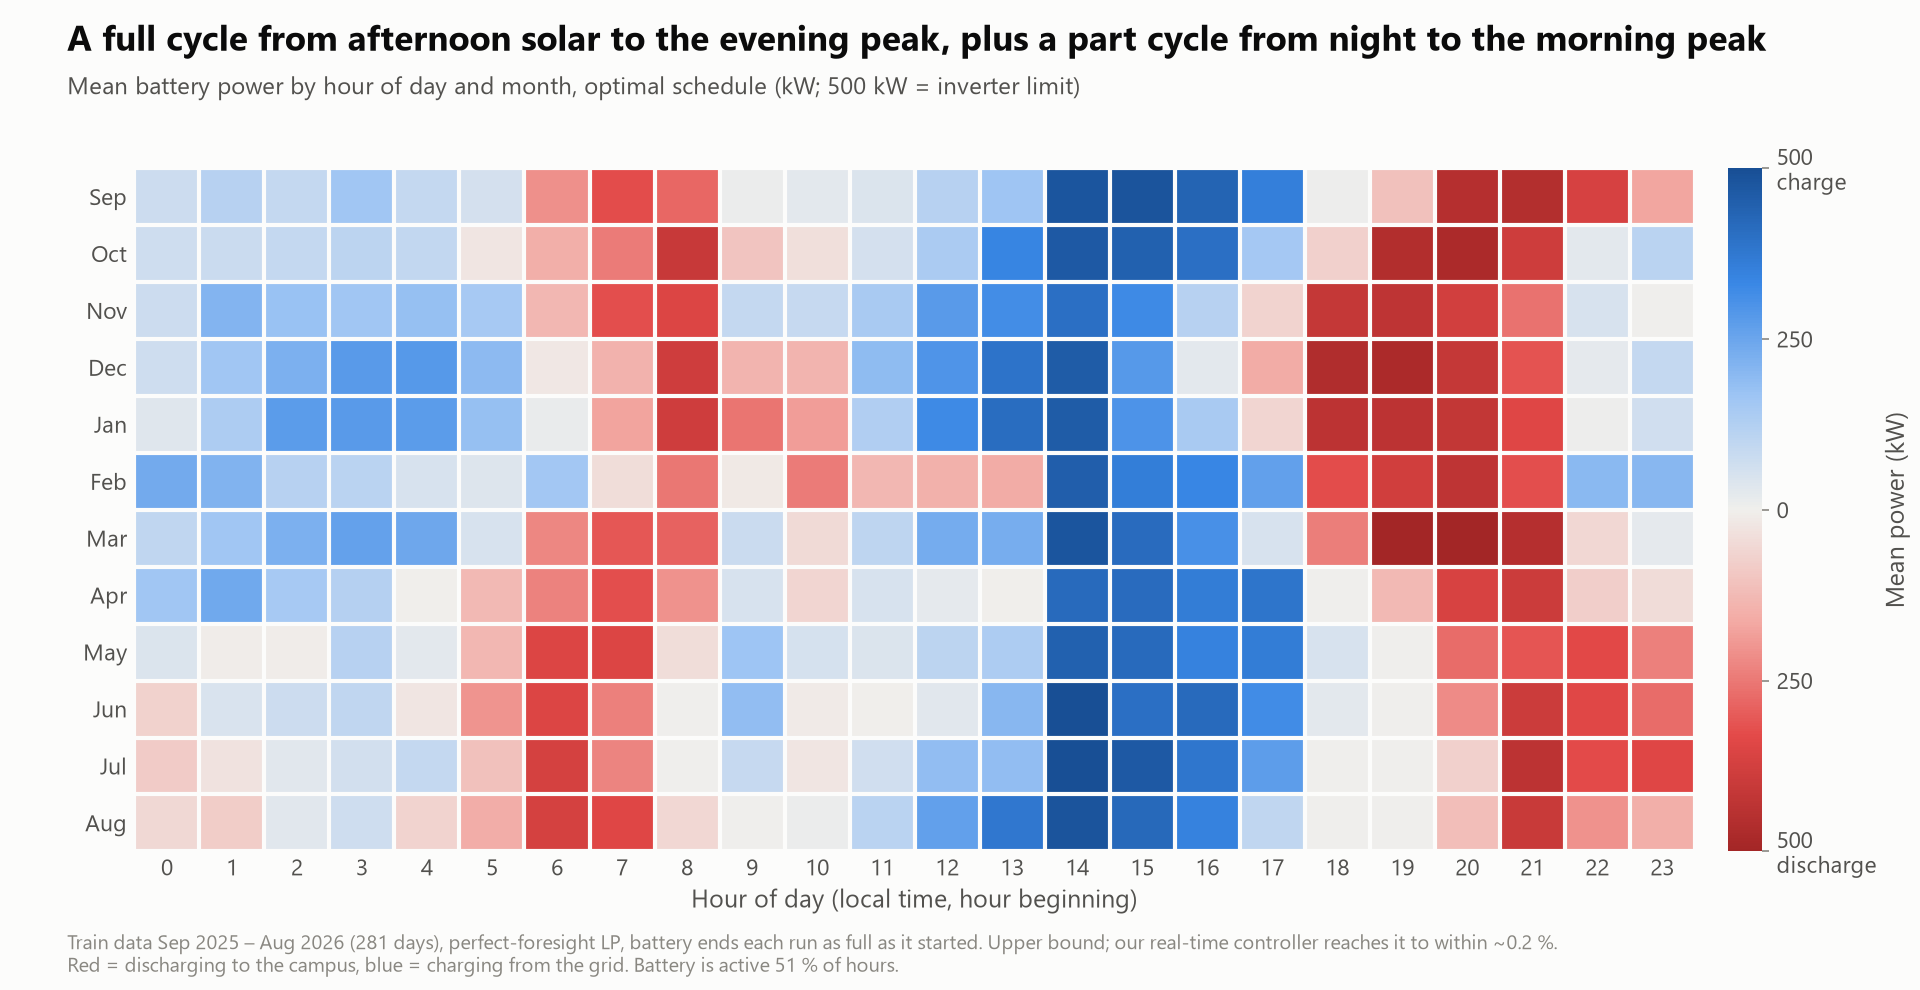 A full cycle from afternoon solar to the evening peak, plus a part cycle from night to the morning peak
Mean battery power by hour of day and month, optimal schedule (kW; 500 kW = inverter limit)
Sep
Oct
Nov
Dec
Jan
Feb
Mar
Apr
May
Jun
Jul
Aug
0 1 2 3 4 5 6 7 8 9 10 11 12 13 14 15 16 17 18 19 20 21 22 23
Hour of day (local time, hour beginning)
500
charge
250
0
250
500
discharge
Mean power (kW)
Train data Sep 2025 – Aug 2026 (281 days), perfect-foresight LP, battery ends each run as full as it started. Upper bound; our real-time controller reaches it to within ~0.2 %.
Red = discharging to the campus, blue = charging from the grid. Battery is active 51 % of hours.